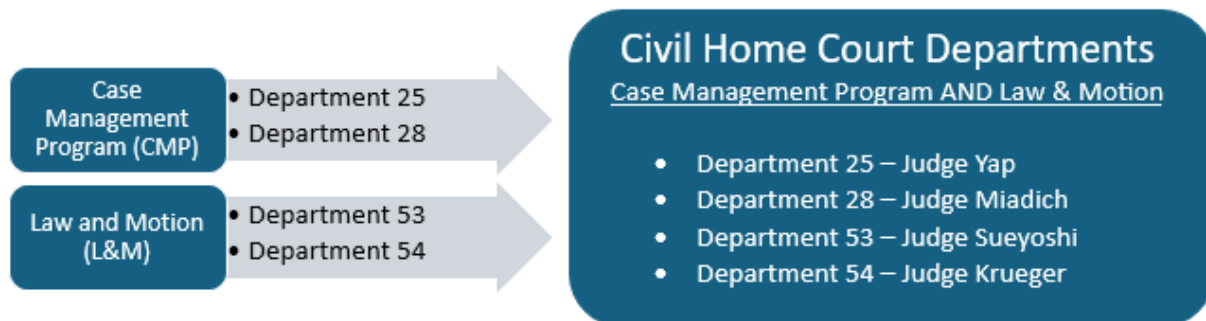 Case
Management
Program (CMP)
• Department 25
• Department 28
Law and Motion
(L&M)
• Department 53
• Department 54
Civil Home Court Departments
Case Management Program AND Law & Motion
• Department 25 – Judge Yap
• Department 28 – Judge Miadich
• Department 53 – Judge Sueyoshi
• Department 54 – Judge Krueger